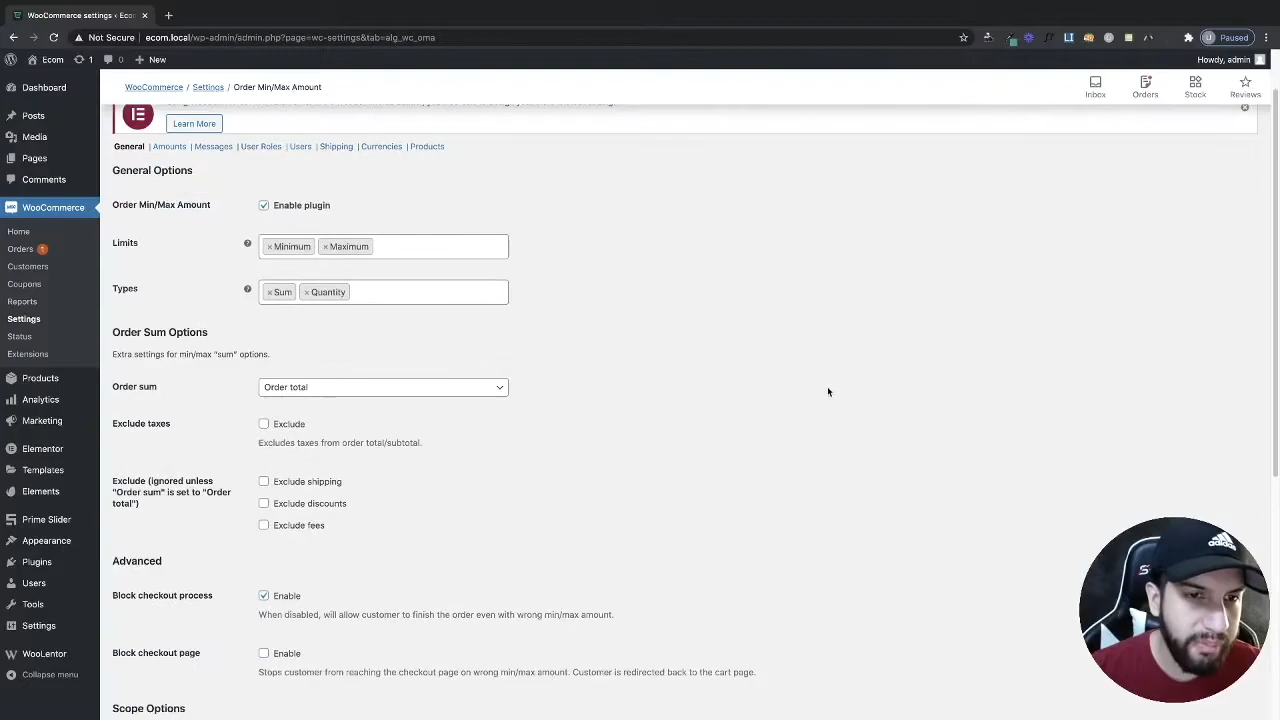 WooCommerce settings ‹ Ecom
Not Secure | ecom.local/wp-admin/admin.php?page=wc-settings&tab=alg_wc_oma
Paused
Ecom 1 0 New
Howdy, admin
WooCommerce / Settings / Order Min/Max Amount
Inbox
Orders
Stock
Reviews
Dashboard
Posts
Media
Pages
Comments
WooCommerce
Home
Orders 1
Customers
Coupons
Reports
Settings
Status
Extensions
Products
Analytics
Marketing
Elementor
Templates
Elements
Prime Slider
Appearance
Plugins
Users
Tools
Settings
WooLentor
Collapse menu
Learn More
General | Amounts | Messages | User Roles | Users | Shipping | Currencies | Products
General Options
Order Min/Max Amount
Enable plugin
Limits
× Minimum × Maximum
Types
× Sum × Quantity
Order Sum Options
Extra settings for min/max "sum" options.
Order sum
Order total
Exclude taxes
Exclude
Excludes taxes from order total/subtotal.
Exclude (ignored unless
"Order sum" is set to "Order
total")
Exclude shipping
Exclude discounts
Exclude fees
Advanced
Block checkout process
Enable
When disabled, will allow customer to finish the order even with wrong min/max amount.
Block checkout page
Enable
Stops customer from reaching the checkout page on wrong min/max amount. Customer is redirected back to the cart page.
Scope Options
adidas